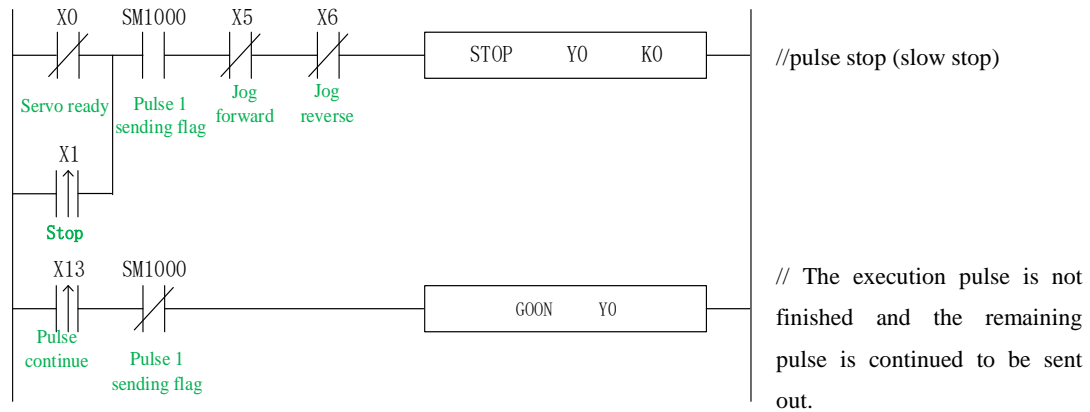 X0 SM1000 X5 X6
STOP Y0 K0
//pulse stop (slow stop)
Servo ready
Pulse 1
sending flag
Jog
forward
Jog
reverse
X1
Stop
X13 SM1000
GOON Y0
Pulse
continue
Pulse 1
sending flag
// The execution pulse is not
finished and the remaining
pulse is continued to be sent
out.